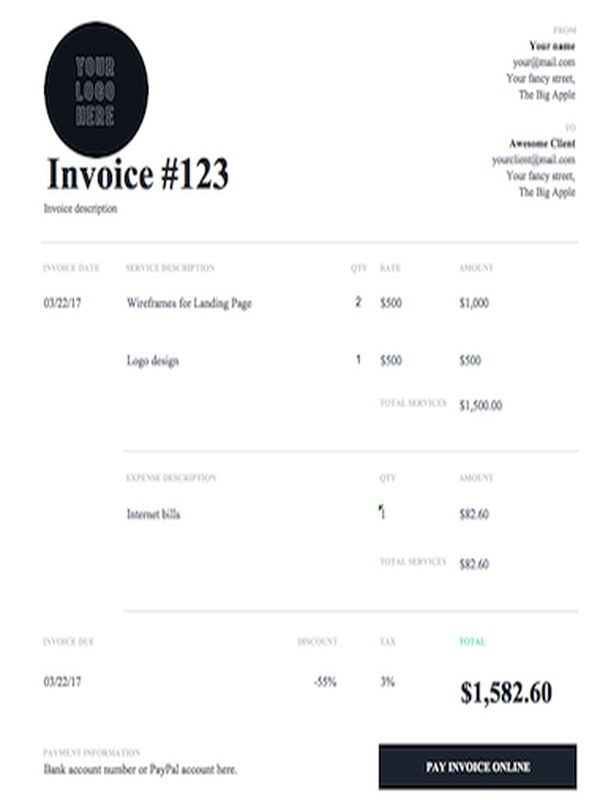 YOUR
LOGO
HERE
FROM
Your name
your@mail.com
Your fancy street,
The Big Apple
TO
Awesome Client
yourclient@mail.com
Your fancy street,
The Big Apple
Invoice #123
Invoice description
INVOICE DATE SERVICE DESCRIPTION QTY RATE AMOUNT
03/22/17 Wireframes for Landing Page 2 $500 $1,000
Logo design 1 $500 $500
TOTAL SERVICES $1,500.00
EXPENSE DESCRIPTION QTY AMOUNT
Internet bills 1 $82.60
TOTAL SERVICES $82.60
INVOICE DUE DISCOUNT TAX TOTAL
03/22/17 -55% 3% $1,582.60
PAYMENT INFORMATION
Bank account number or PayPal account here.
PAY INVOICE ONLINE